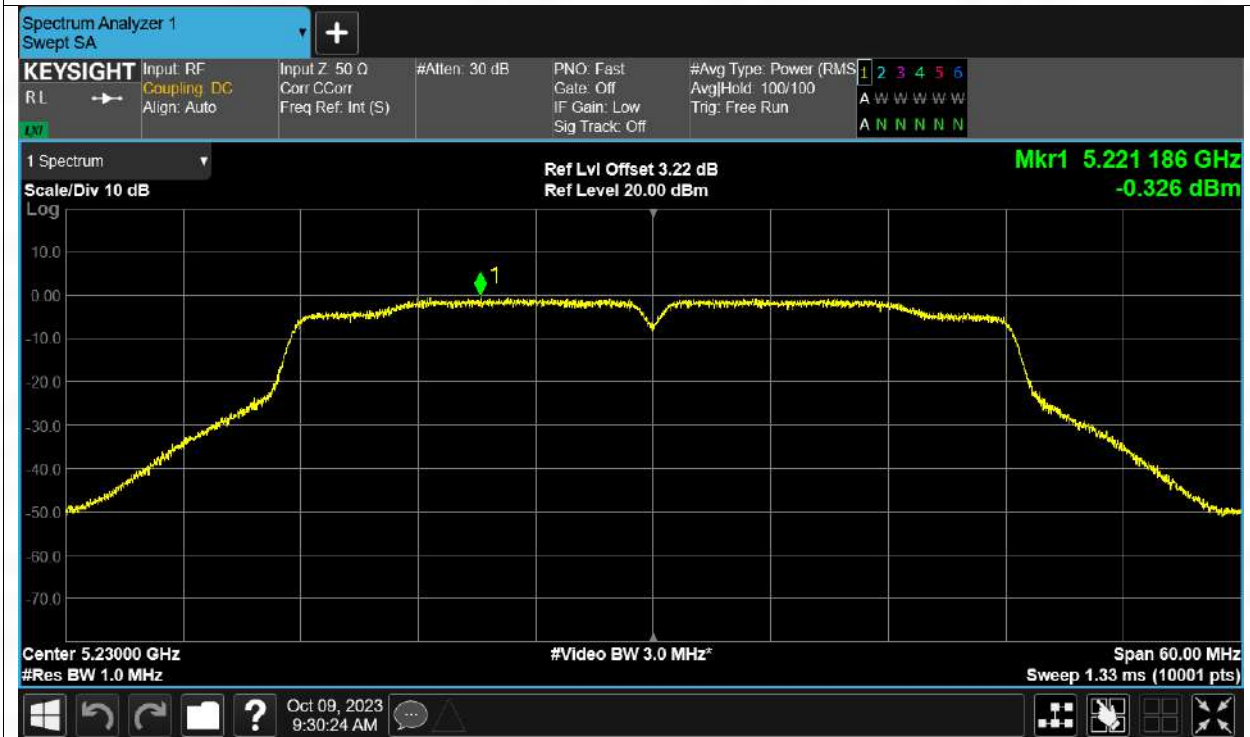 Spectrum Analyzer 1
Swept SA
+
KEYSIGHT
RL
LXI
Input: RF
Coupling: DC
Align: Auto
Input Z: 50 Ω
Corr CCorr
Freq Ref: Int (S)
#Atten: 30 dB
PNO: Fast
Gate: Off
IF Gain: Low
Sig Track: Off
#Avg Type: Power (RMS
Avg|Hold: 100/100
Trig: Free Run
1 2 3 4 5 6
A W W W W W
A N N N N N
1 Spectrum
Scale/Div 10 dB
Log
Ref Lvl Offset 3.22 dB
Ref Level 20.00 dBm
Mkr1 5.221 186 GHz
-0.326 dBm
10.0
0.00
-10.0
-20.0
-30.0
-40.0
-50.0
-60.0
-70.0
1
Center 5.23000 GHz
#Res BW 1.0 MHz
#Video BW 3.0 MHz*
Span 60.00 MHz
Sweep 1.33 ms (10001 pts)
?
Oct 09, 2023
9:30:24 AM